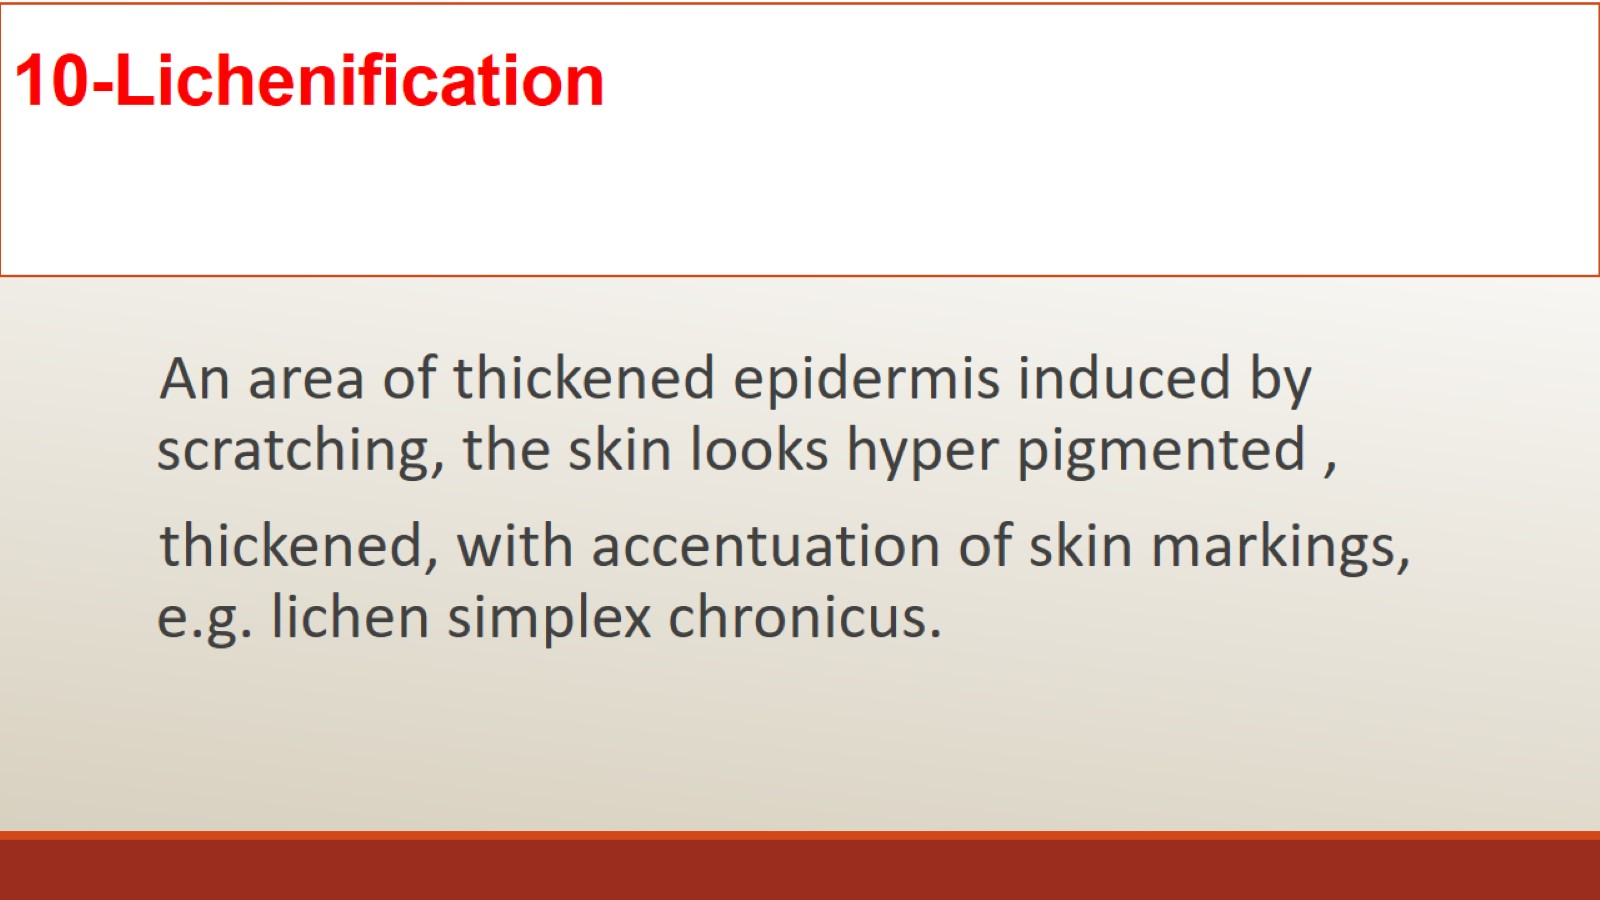 10-Lichenification
An area of thickened epidermis induced by
scratching, the skin looks hyper pigmented ,
thickened, with accentuation of skin markings,
e.g. lichen simplex chronicus.